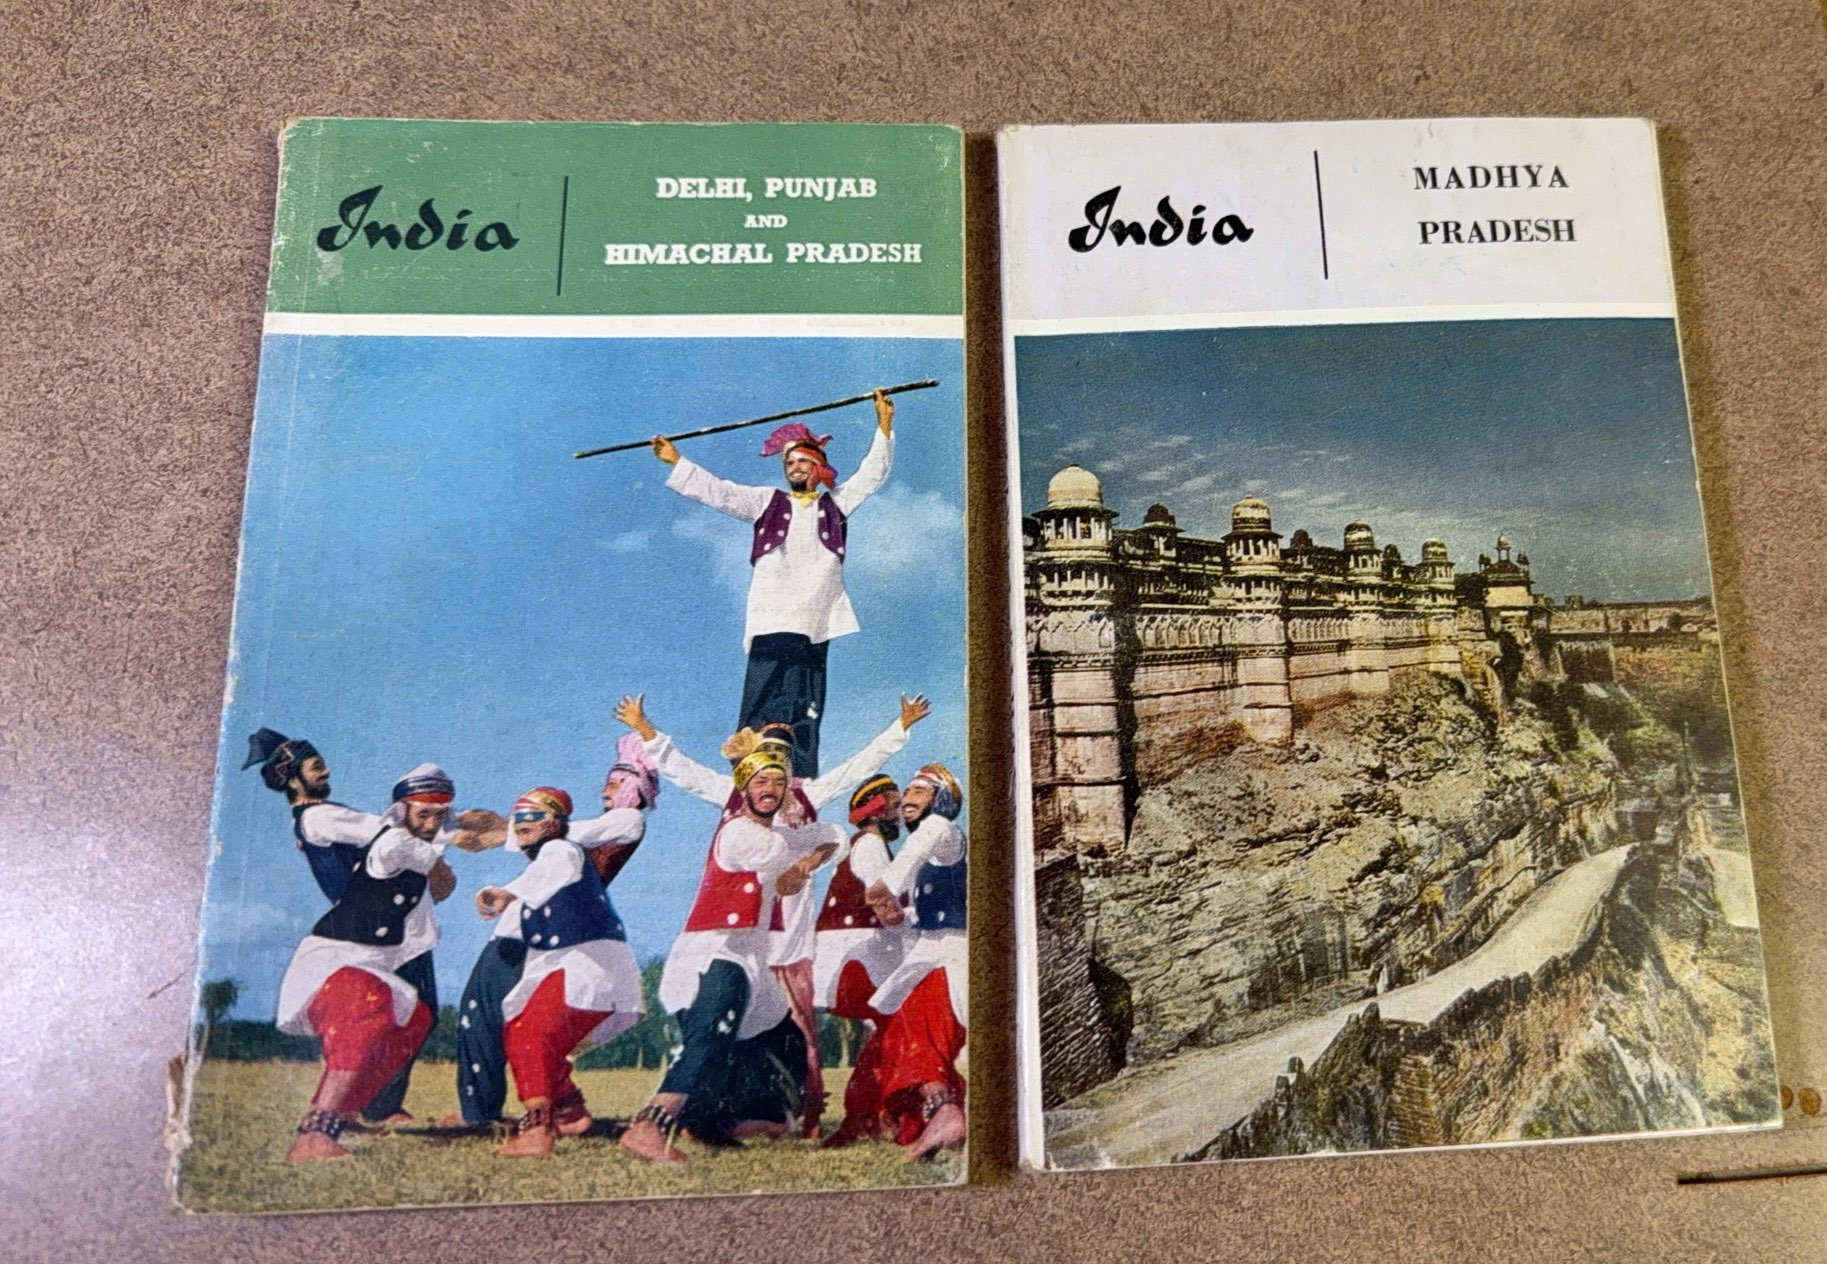 India
DELHI, PUNJAB
AND
HIMACHAL PRADESH
India
MADHYA
PRADESH